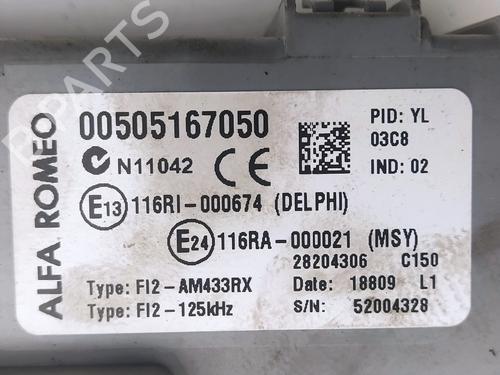 ALFA ROMEO
00505167050
PID: YL
03C8
IND: 02
N11042 CE
E13 116RI-000674 (DELPHI)
E24 116RA-000021 (MSY)
28204306 C150
Type: FI2-AM433RX
Date: 18809 L1
Type: FI2-125kHz
S/N: 52004328
B-PARTS